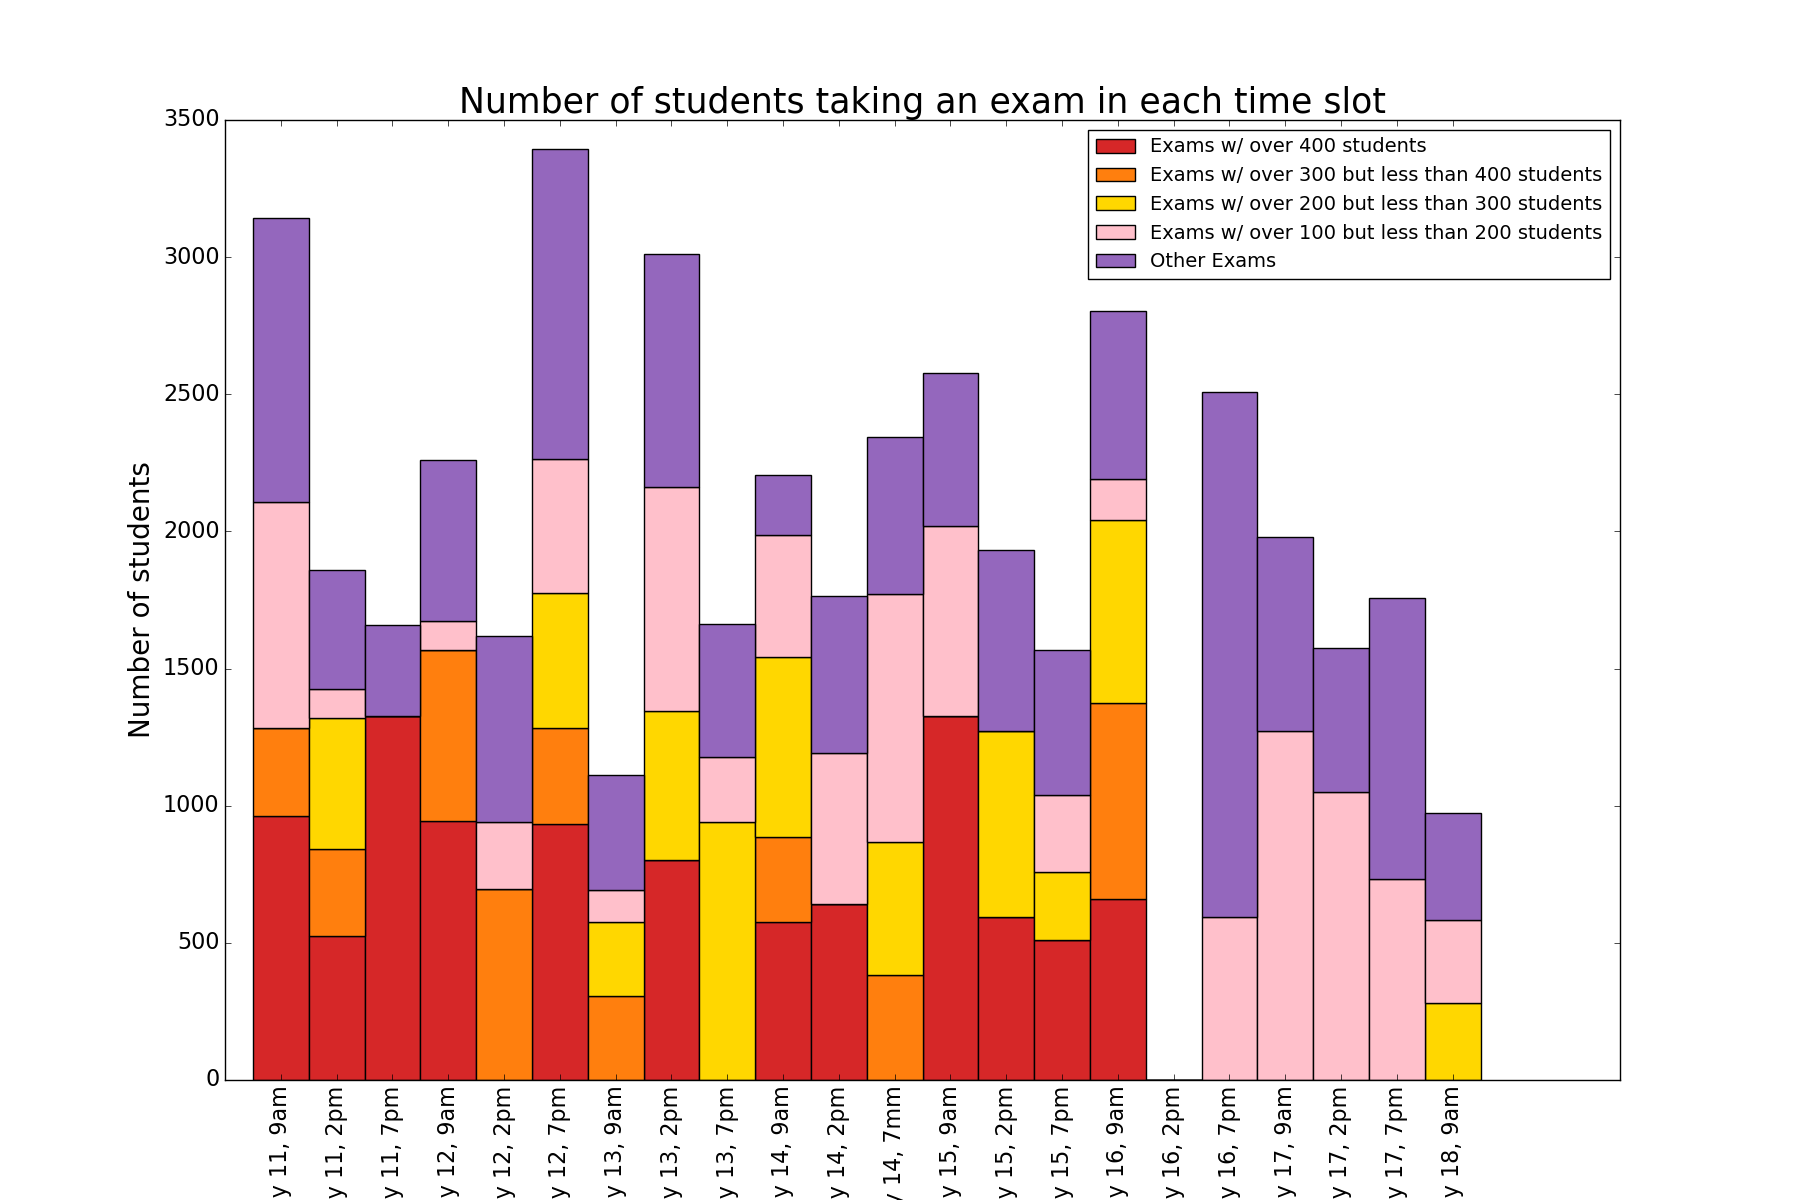 Number of students taking an exam in each time slot
Exams w/ over 400 students
Exams w/ over 300 but less than 400 students
Exams w/ over 200 but less than 300 students
Exams w/ over 100 but less than 200 students
Other Exams
Number of students
3500
3000
2500
2000
1500
1000
500
0
y 11, 9am
y 11, 2pm
y 11, 7pm
y 12, 9am
y 12, 2pm
y 12, 7pm
y 13, 9am
y 13, 2pm
y 13, 7pm
y 14, 9am
y 14, 2pm
y 14, 7mm
y 15, 9am
y 15, 2pm
y 15, 7pm
y 16, 9am
y 16, 2pm
y 16, 7pm
y 17, 9am
y 17, 2pm
y 17, 7pm
y 18, 9am